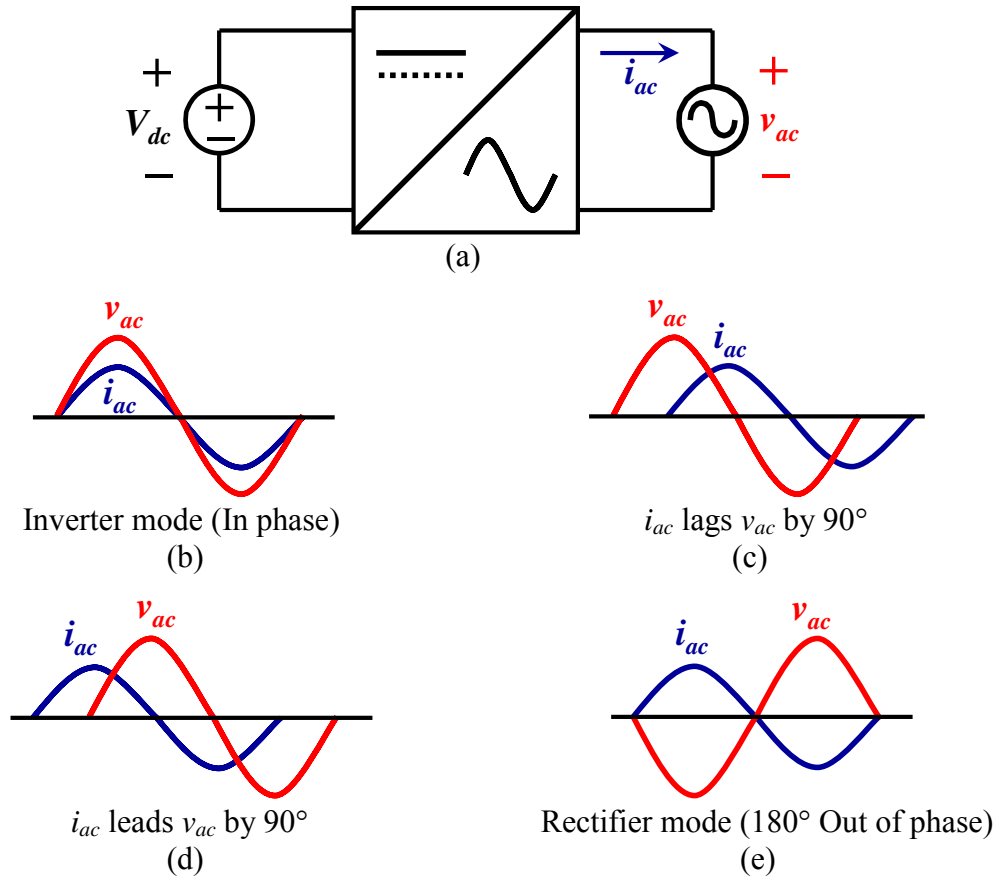 +
V_dc
−
+
−
i_ac
+
v_ac
−
(a)
v_ac
i_ac
Inverter mode (In phase)
(b)
v_ac
i_ac
i_ac lags v_ac by 90°
(c)
v_ac
i_ac
i_ac leads v_ac by 90°
(d)
i_ac
v_ac
Rectifier mode (180° Out of phase)
(e)